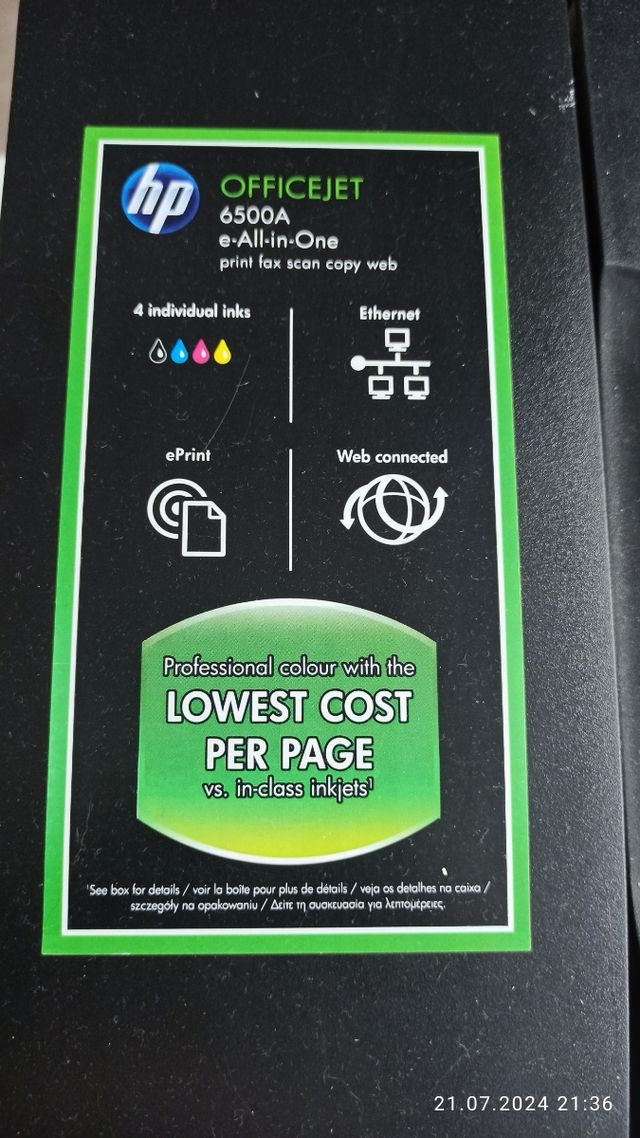 hp
OFFICEJET
6500A
e-All-in-One
print fax scan copy web
4 individual inks
Ethernet
ePrint
Web connected
Professional colour with the
LOWEST COST
PER PAGE
vs. in-class inkjets¹
¹See box for details / voir la boîte pour plus de détails / veja os detalhes na caixa /
szczegóły na opakowaniu / Δείτε τη συσκευασία για λεπτομέρειες.
21.07.2024 21:36